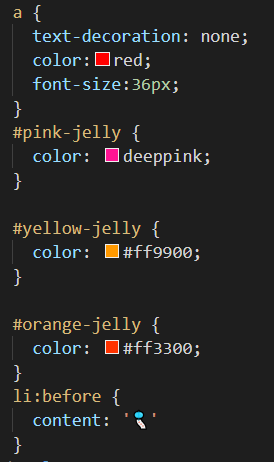 a {
text-decoration: none;
color:red;
font-size:36px;
}
#pink-jelly {
color: deeppink;
}
#yellow-jelly {
color: #ff9900;
}
#orange-jelly {
color: #ff3300;
}
li:before {
content: ' '
}